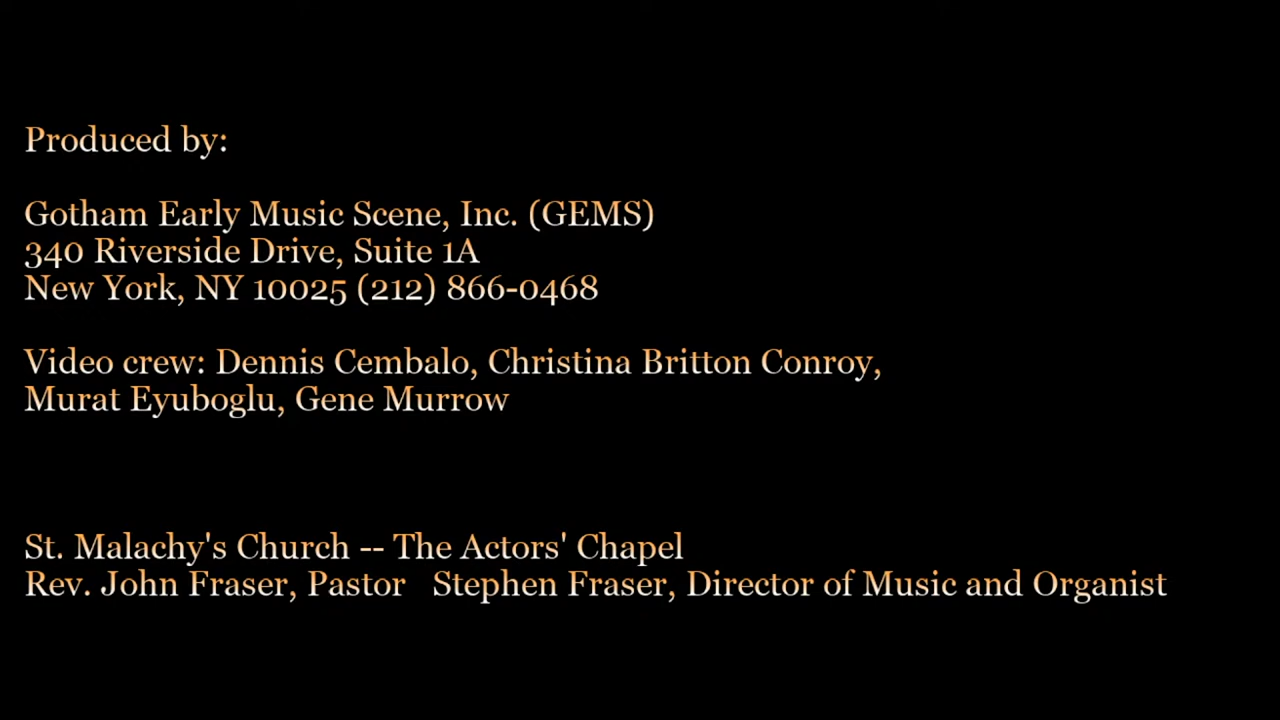 Produced by:
Gotham Early Music Scene, Inc. (GEMS)
340 Riverside Drive, Suite 1A
New York, NY 10025 (212) 866-0468
Video crew: Dennis Cembalo, Christina Britton Conroy,
Murat Eyuboglu, Gene Murrow
St. Malachy's Church -- The Actors' Chapel
Rev. John Fraser, Pastor   Stephen Fraser, Director of Music and Organist